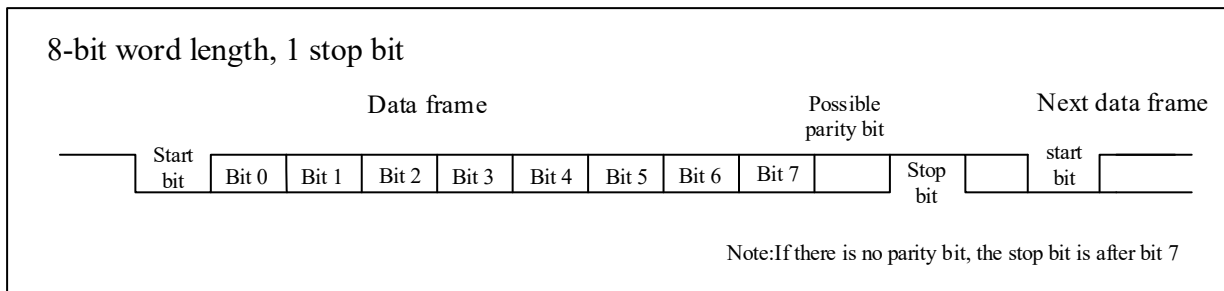 8-bit word length, 1 stop bit
Data frame
Possible
parity bit
Next data frame
Start
bit
Bit 0
Bit 1
Bit 2
Bit 3
Bit 4
Bit 5
Bit 6
Bit 7
Stop
bit
start
bit
Note:If there is no parity bit, the stop bit is after bit 7